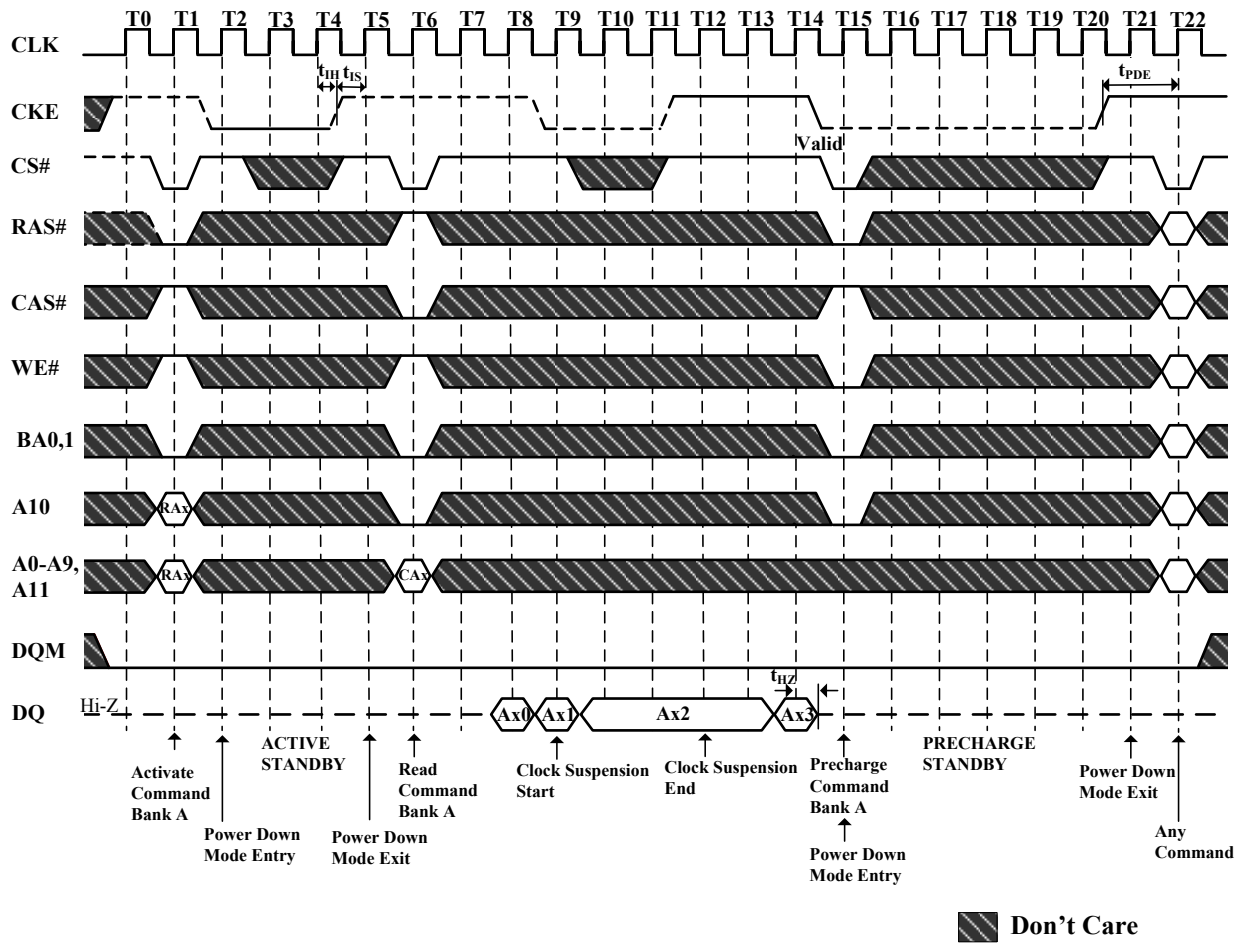 T0 T1 T2 T3 T4 T5 T6 T7 T8 T9 T10 T11 T12 T13 T14 T15 T16 T17 T18 T19 T20 T21 T22
CLK
tIH tIS
tPDE
CKE
Valid
CS#
RAS#
CAS#
WE#
BA0,1
A10
RAx
A0-A9,
A11
RAx
CAx
DQM
tHZ
DQ
Hi-Z
Ax0
Ax1
Ax2
Ax3
Activate
Command
Bank A
Power Down
Mode Entry
ACTIVE
STANDBY
Power Down
Mode Exit
Read
Command
Bank A
Clock Suspension
Start
Clock Suspension
End
Precharge
Command
Bank A
Power Down
Mode Entry
PRECHARGE
STANDBY
Power Down
Mode Exit
Any
Command
Don't Care